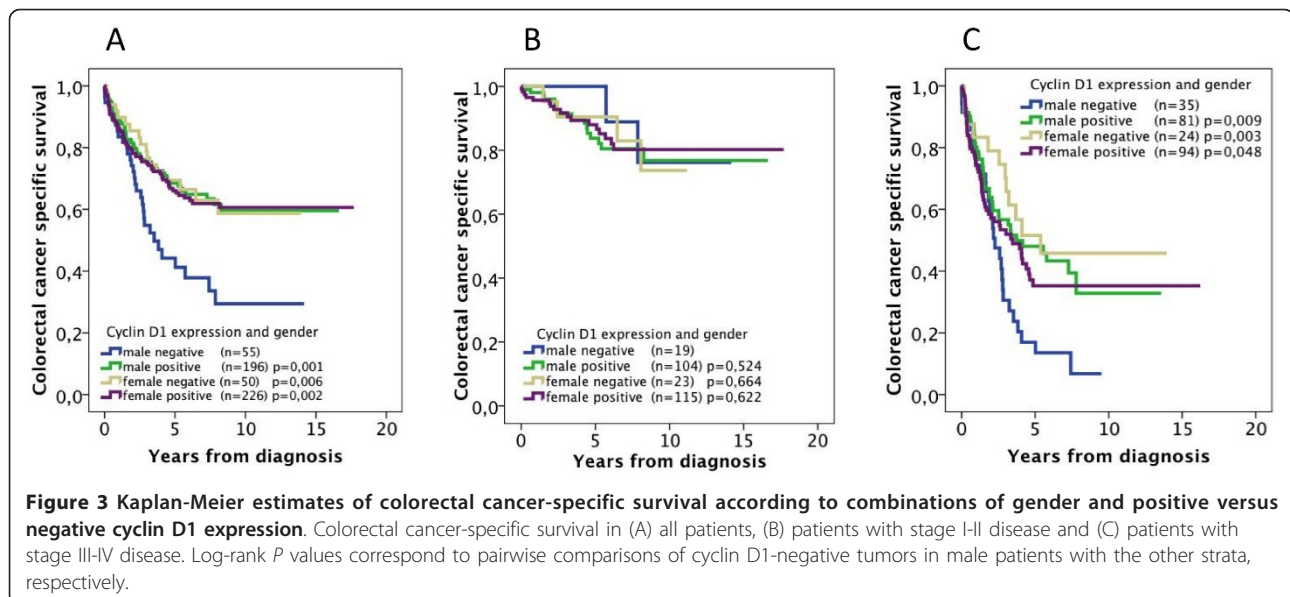 A
Colorectal cancer specific survival
1,0
0,8
0,6
0,4
0,2
0,0
Cyclin D1 expression and gender
male negative (n=55)
male positive (n=196) p=0,001
female negative (n=50) p=0,006
female positive (n=226) p=0,002
0 5 10 15 20
Years from diagnosis
B
Colorectal cancer specific survival
1,0
0,8
0,6
0,4
0,2
0,0
Cyclin D1 expression and gender
male negative (n=19)
male positive (n=104) p=0,524
female negative (n=23) p=0,664
female positive (n=115) p=0,622
0 5 10 15 20
Years from diagnosis
C
Colorectal cancer specific survival
1,0
0,8
0,6
0,4
0,2
0,0
Cyclin D1 expression and gender
male negative (n=35)
male positive (n=81) p=0,009
female negative (n=24) p=0,003
female positive (n=94) p=0,048
0 5 10 15 20
Years from diagnosis
Figure 3 Kaplan-Meier estimates of colorectal cancer-specific survival according to combinations of gender and positive versus
negative cyclin D1 expression. Colorectal cancer-specific survival in (A) all patients, (B) patients with stage I-II disease and (C) patients with
stage III-IV disease. Log-rank P values correspond to pairwise comparisons of cyclin D1-negative tumors in male patients with the other strata,
respectively.